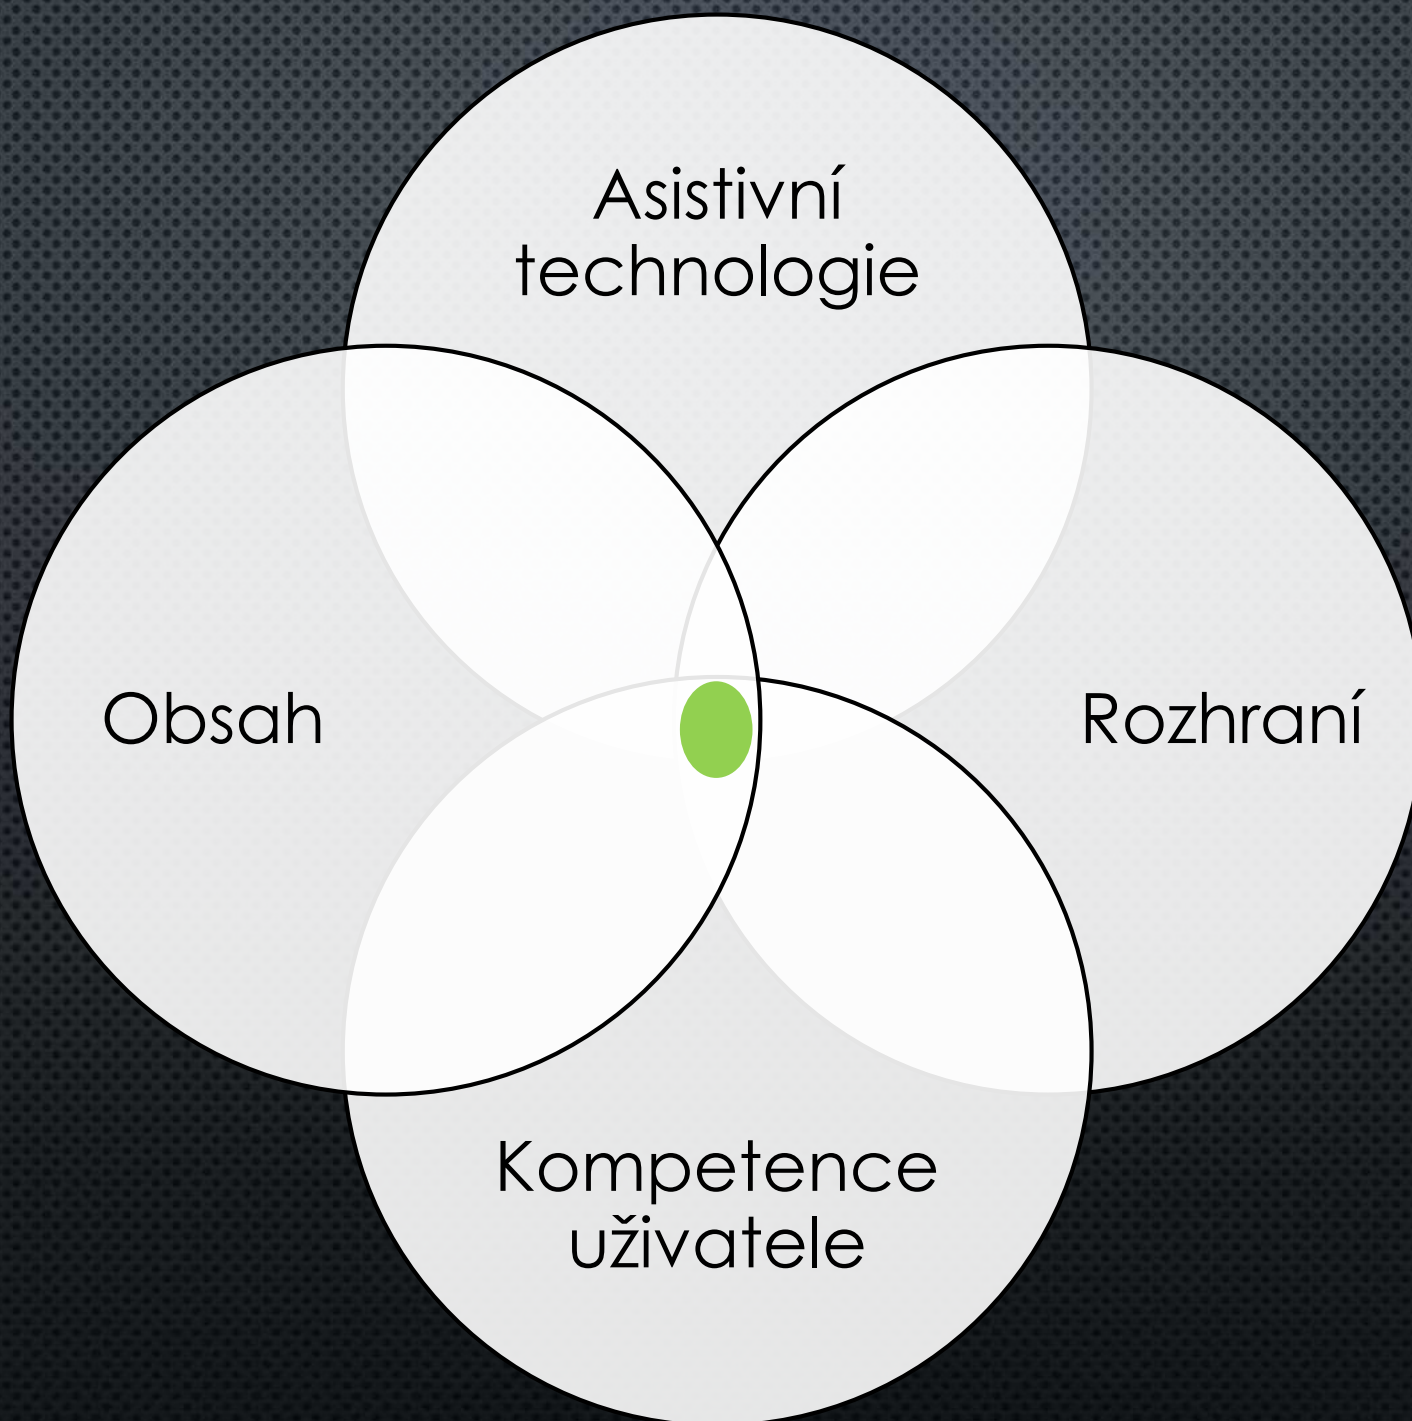 Asistivní
technologie
Obsah
Rozhraní
Kompetence
uživatele